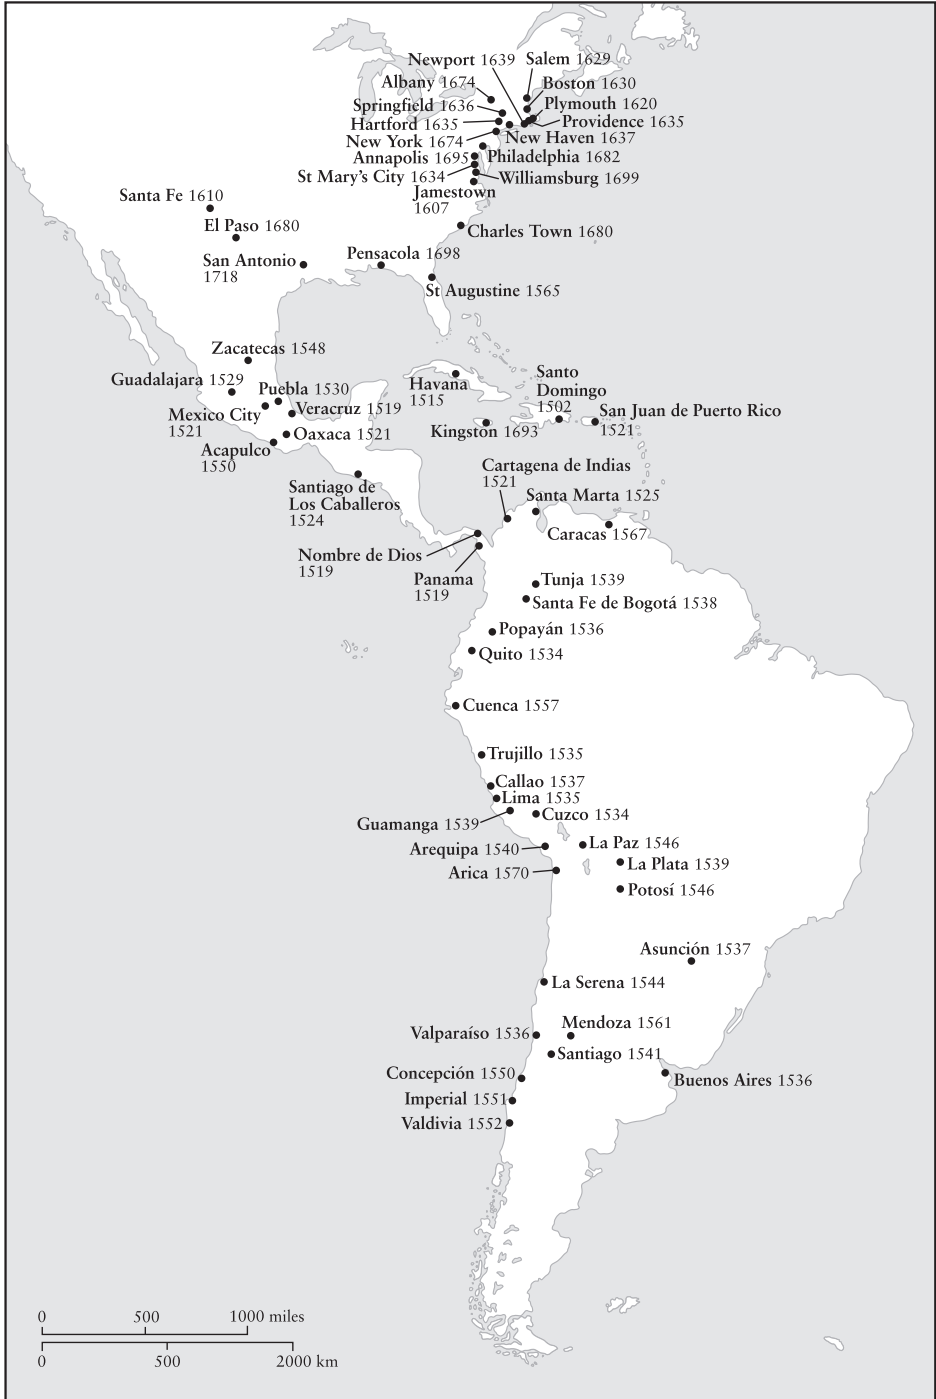 Newport 1639
Salem 1629
Albany 1674
Boston 1630
Springfield 1636
Plymouth 1620
Hartford 1635
Providence 1635
New York 1674
New Haven 1637
Annapolis 1695
Philadelphia 1682
St Mary's City 1634
Williamsburg 1699
Jamestown
1607
Santa Fe 1610
El Paso 1680
Charles Town 1680
San Antonio
1718
Pensacola 1698
St Augustine 1565
Zacatecas 1548
Guadalajara 1529
Puebla 1530
Mexico City
1521
Veracruz 1519
Oaxaca 1521
Acapulco
1550
Havana
1515
Santo
Domingo
1502
San Juan de Puerto Rico
1521
Kingston 1693
Santiago de
Los Caballeros
1524
Cartagena de Indias
1521
Santa Marta 1525
Caracas 1567
Nombre de Dios
1519
Panama
1519
Tunja 1539
Santa Fe de Bogotá 1538
Popayán 1536
Quito 1534
Cuenca 1557
Trujillo 1535
Callao 1537
Lima 1535
Guamanga 1539
Cuzco 1534
Arequipa 1540
La Paz 1546
La Plata 1539
Arica 1570
Potosí 1546
Asunción 1537
La Serena 1544
Valparaíso 1536
Mendoza 1561
Santiago 1541
Concepción 1550
Buenos Aires 1536
Imperial 1551
Valdivia 1552
0 500 1000 miles
0 500 2000 km